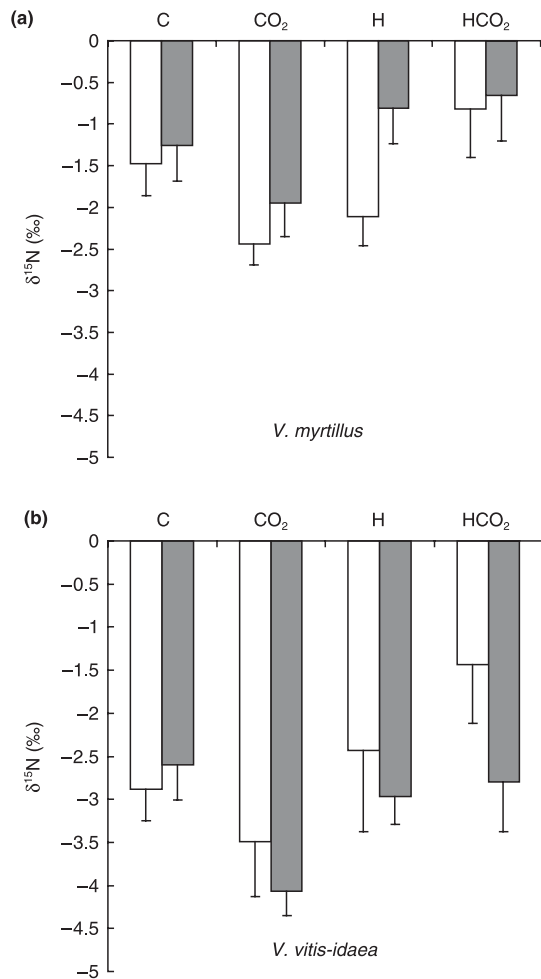 (a)
C CO₂ H HCO₂
0
−0.5
−1
−1.5
−2
−2.5
−3
−3.5
−4
−4.5
−5
δ¹⁵N (‰)
V. myrtillus
(b)
C CO₂ H HCO₂
0
−0.5
−1
−1.5
−2
−2.5
−3
−3.5
−4
−4.5
−5
δ¹⁵N (‰)
V. vitis-idaea